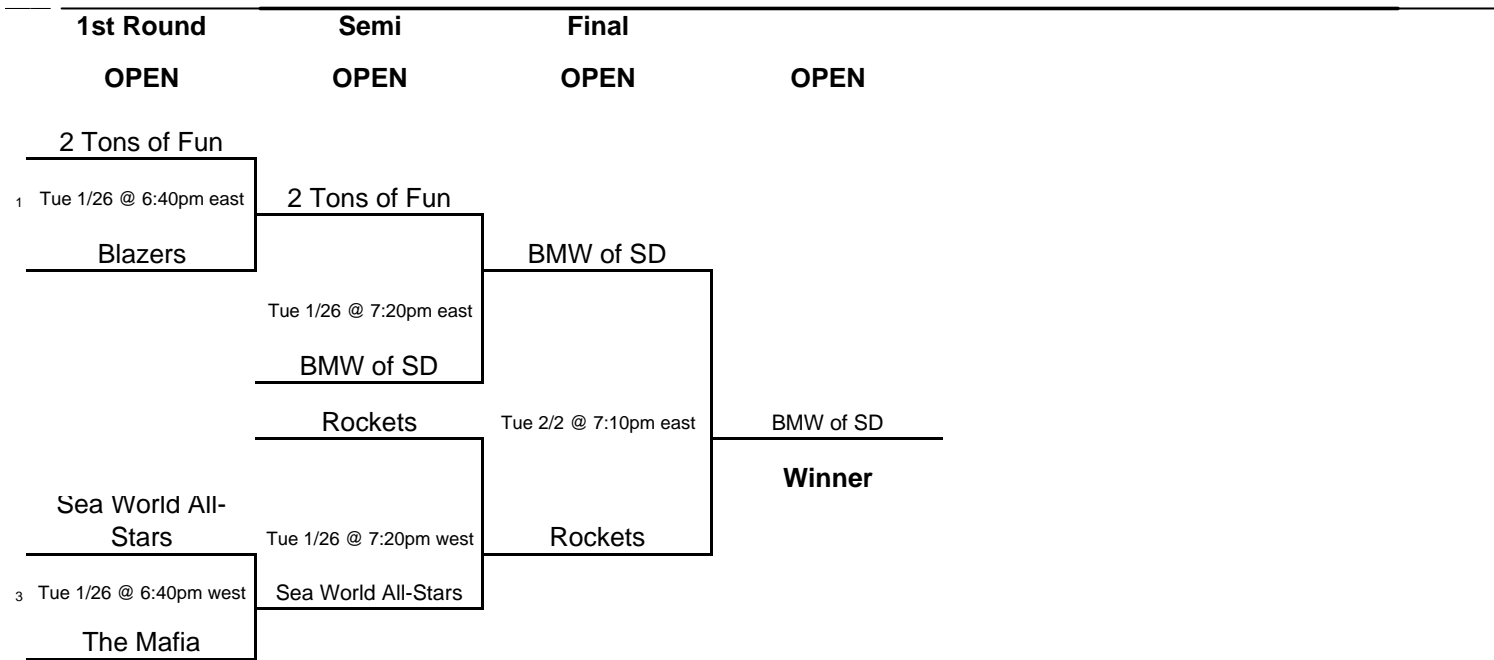 1st Round Semi Final
OPEN OPEN OPEN OPEN
2 Tons of Fun
1 Tue 1/26 @ 6:40pm east 2 Tons of Fun
Blazers BMW of SD
Tue 1/26 @ 7:20pm east
BMW of SD
Rockets Tue 2/2 @ 7:10pm east BMW of SD
Winner
Sea World All-
Stars Tue 1/26 @ 7:20pm west Rockets
3 Tue 1/26 @ 6:40pm west Sea World All-Stars
The Mafia